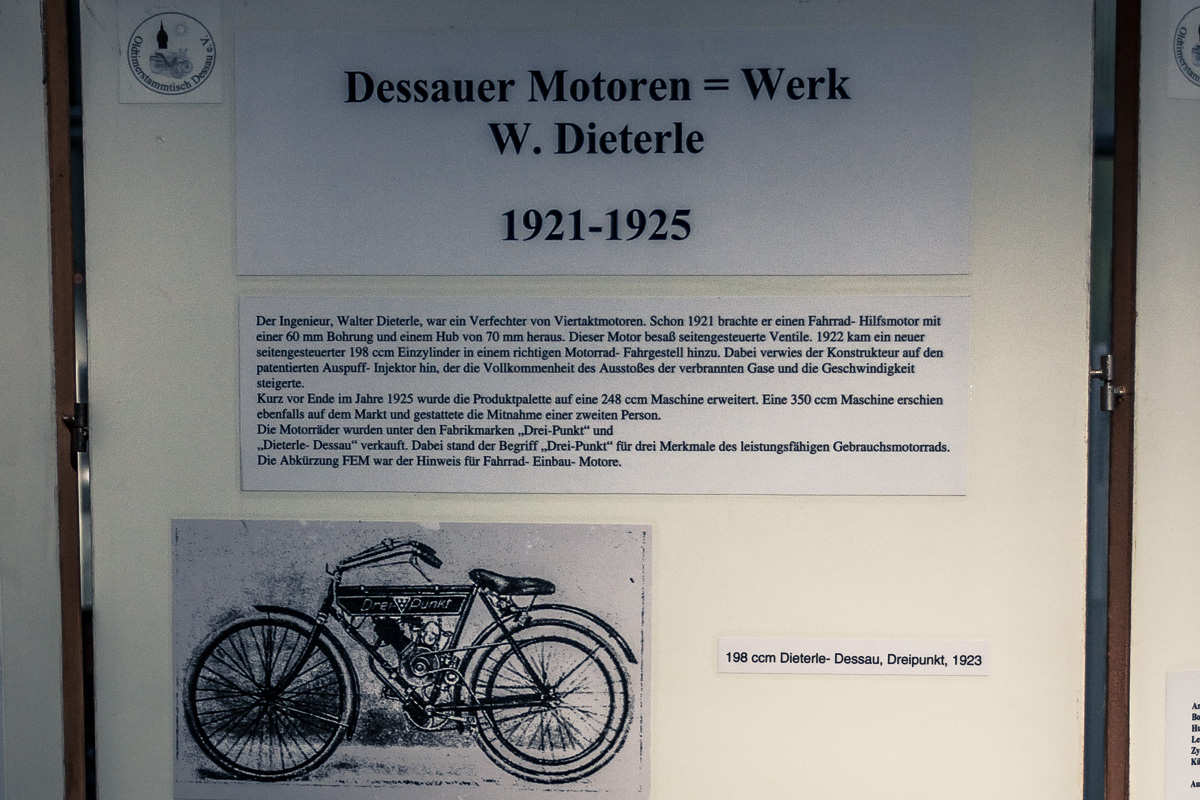 Oldtimerstammtisch Dessau e.V.
Dessauer Motoren = Werk
W. Dieterle
1921-1925
Der Ingenieur, Walter Dieterle, war ein Verfechter von Viertaktmotoren. Schon 1921 brachte er einen Fahrrad- Hilfsmotor mit
einer 60 mm Bohrung und einem Hub von 70 mm heraus. Dieser Motor besaß seitengesteuerte Ventile. 1922 kam ein neuer
seitengesteuerter 198 ccm Einzylinder in einem richtigen Motorrad- Fahrgestell hinzu. Dabei verwies der Konstrukteur auf den
patentierten Auspuff- Injektor hin, der die Vollkommenheit des Ausstoßes der verbrannten Gase und die Geschwindigkeit
steigerte.
Kurz vor Ende im Jahre 1925 wurde die Produktpalette auf eine 248 ccm Maschine erweitert. Eine 350 ccm Maschine erschien
ebenfalls auf dem Markt und gestattete die Mitnahme einer zweiten Person.
Die Motorräder wurden unter den Fabrikmarken „Drei-Punkt“ und
„Dieterle- Dessau“ verkauft. Dabei stand der Begriff „Drei-Punkt“ für drei Merkmale des leistungsfähigen Gebrauchsmotorrads.
Die Abkürzung FEM war der Hinweis für Fahrrad- Einbau- Motore.
Drei Punkt
198 ccm Dieterle- Dessau, Dreipunkt, 1923